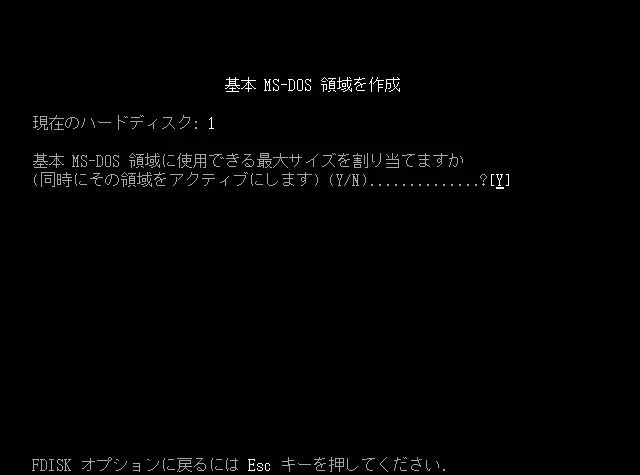 基本 MS-DOS 領域を作成
現在のハードディスク: 1
基本 MS-DOS 領域に使用できる最大サイズを割り当てますか
(同時にその領域をアクティブにします) (Y/N)..............?[Y]
FDISK オプションに戻るには Esc キーを押してください.